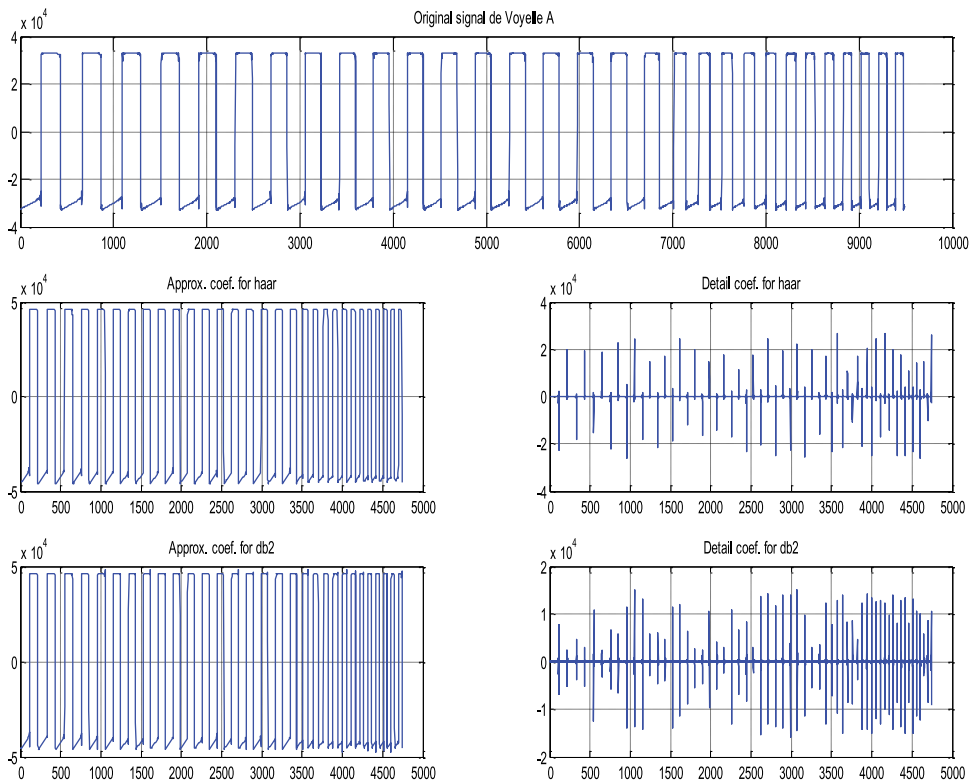 Original signal de Voyelle A
x 10^4
4
2
0
-2
-4
0 1000 2000 3000 4000 5000 6000 7000 8000 9000 10000
Approx. coef. for haar
x 10^4
5
0
-5
0 500 1000 1500 2000 2500 3000 3500 4000 4500 5000
Detail coef. for haar
x 10^4
4
2
0
-2
-4
0 500 1000 1500 2000 2500 3000 3500 4000 4500 5000
Approx. coef. for db2
x 10^4
5
0
-5
0 500 1000 1500 2000 2500 3000 3500 4000 4500 5000
Detail coef. for db2
x 10^4
2
1
0
-1
-2
0 500 1000 1500 2000 2500 3000 3500 4000 4500 5000